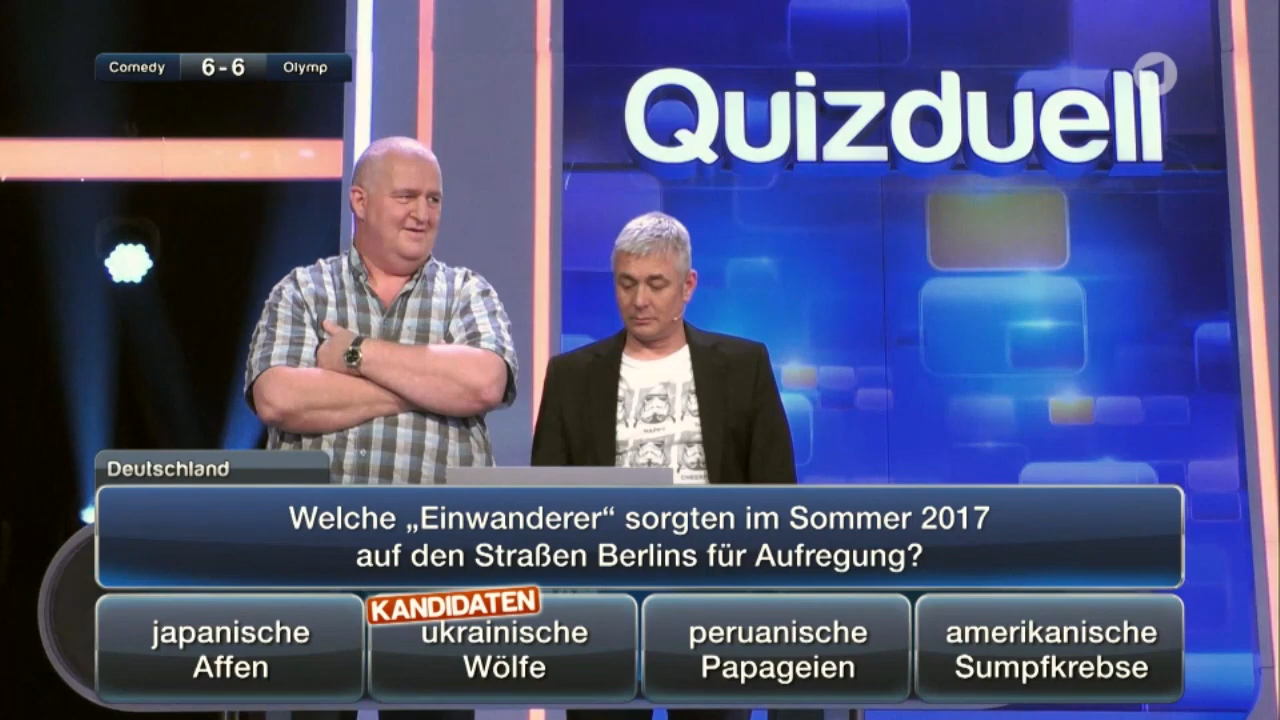 Comedy 6-6 Olymp
Quizduell
HAPPY
Deutschland
Welche „Einwanderer“ sorgten im Sommer 2017
auf den Straßen Berlins für Aufregung?
KANDIDATEN
japanische
Affen
ukrainische
Wölfe
peruanische
Papageien
amerikanische
Sumpfkrebse